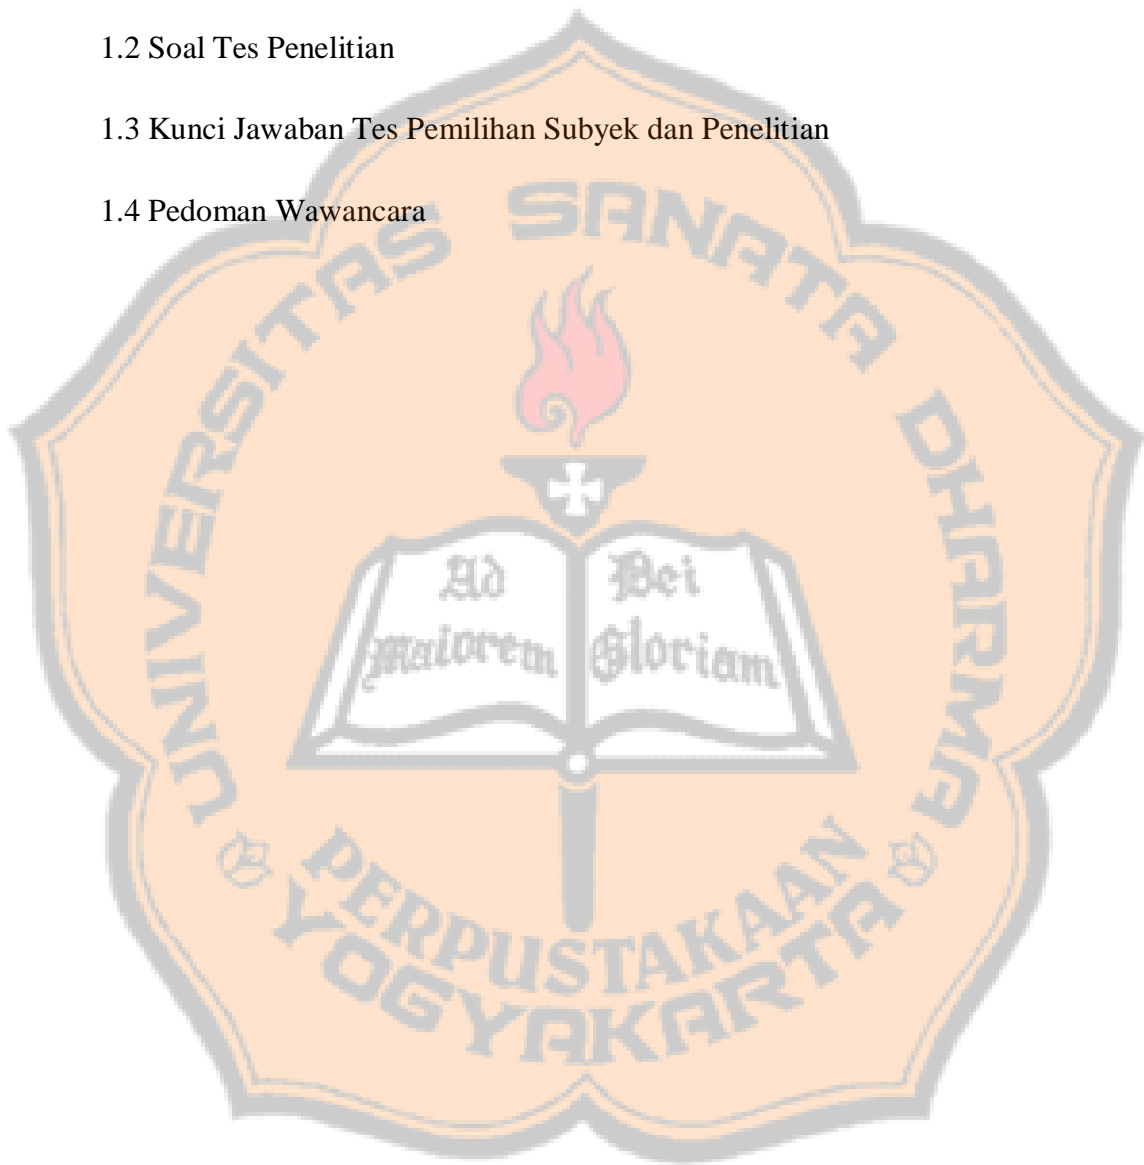 1.2 Soal Tes Penelitian
1.3 Kunci Jawaban Tes Pemilihan Subyek dan Penelitian
1.4 Pedoman Wawancara
UNIVERSITAS SANATA DHARMA
Ad Dei
Maiorem Gloriam
PERPUSTAKAAN
YOGYAKARTA